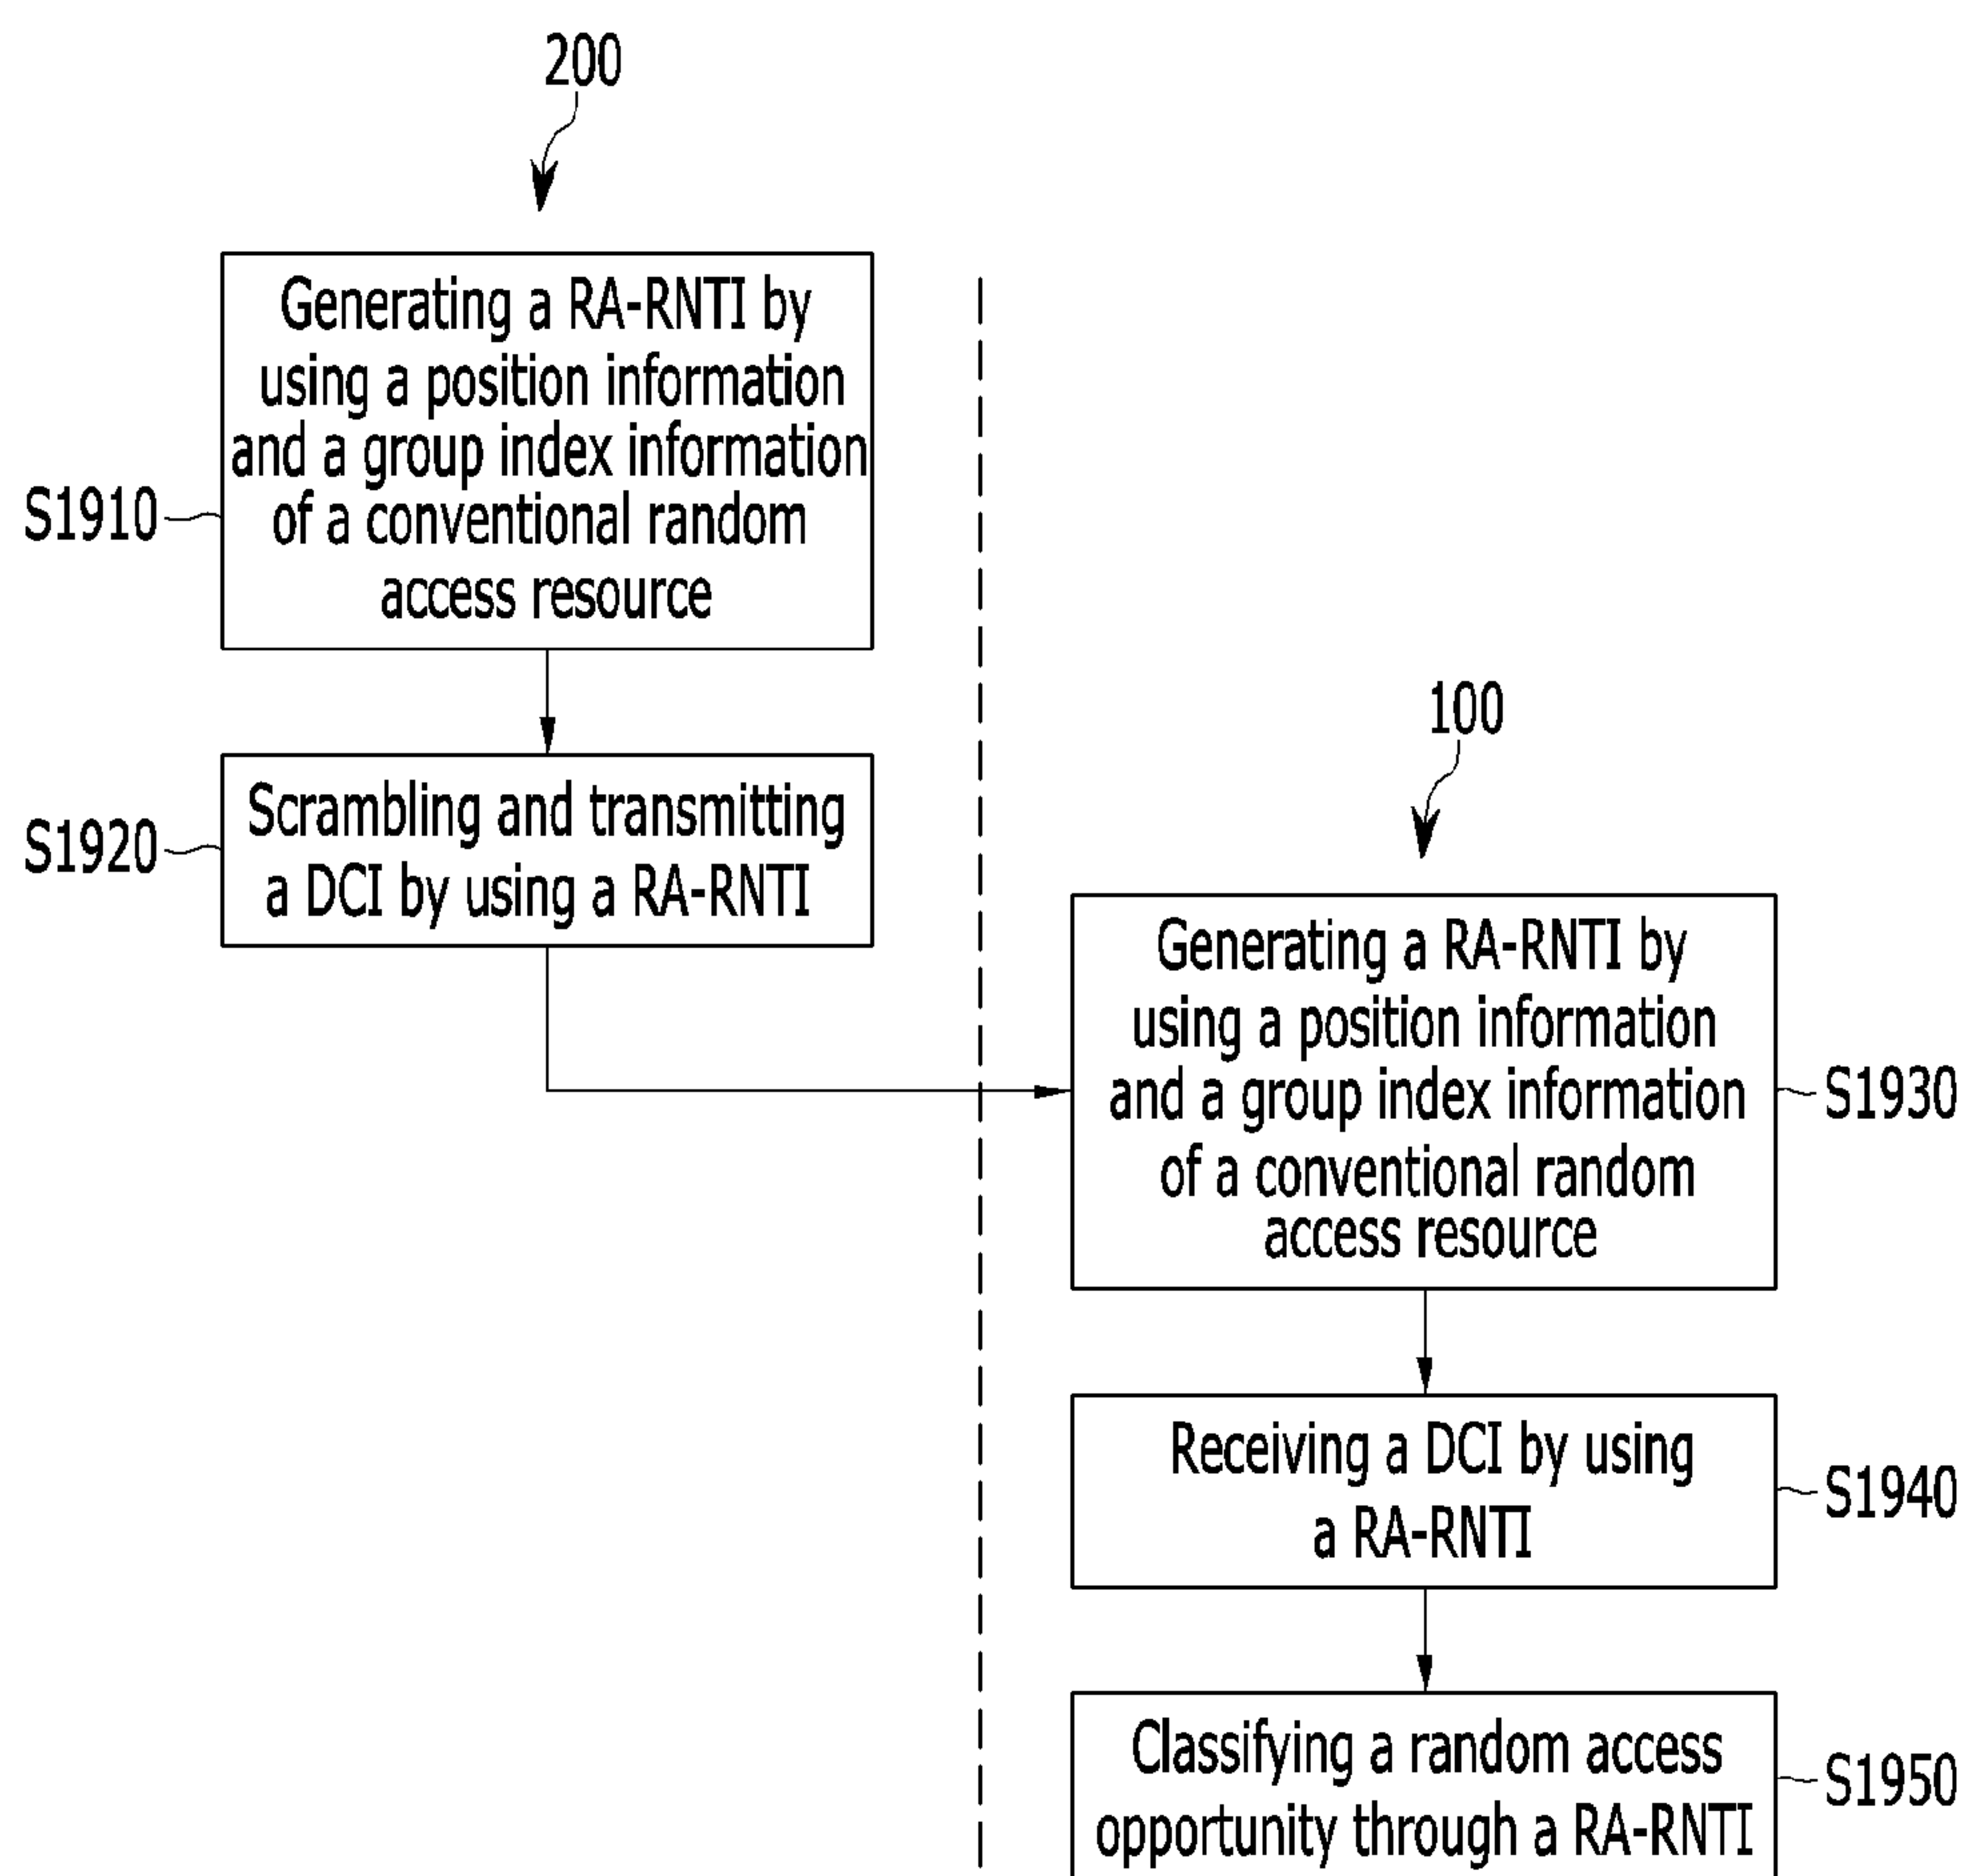 200
Generating a RA-RNTI by
using a position information
and a group index information
of a conventional random
access resource
S1910
Scrambling and transmitting
a DCI by using a RA-RNTI
S1920
100
Generating a RA-RNTI by
using a position information
and a group index information
of a conventional random
access resource
S1930
Receiving a DCI by using
a RA-RNTI
S1940
Classifying a random access
opportunity through a RA-RNTI
S1950